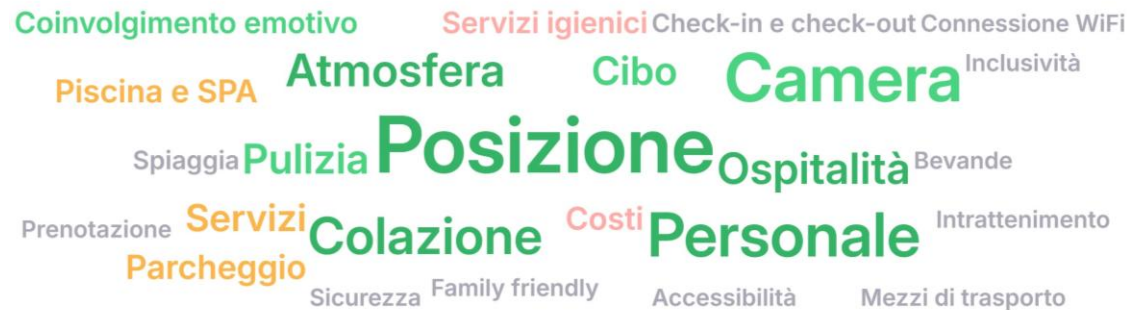 Coinvolgimento emotivo Servizi igienici Check-in e check-out Connessione WiFi
Piscina e SPA Atmosfera Cibo Camera Inclusività
Spiaggia Pulizia Posizione Ospitalità Bevande
Prenotazione Servizi Colazione Costi Personale Intrattenimento
Parcheggio Sicurezza Family friendly Accessibilità Mezzi di trasporto